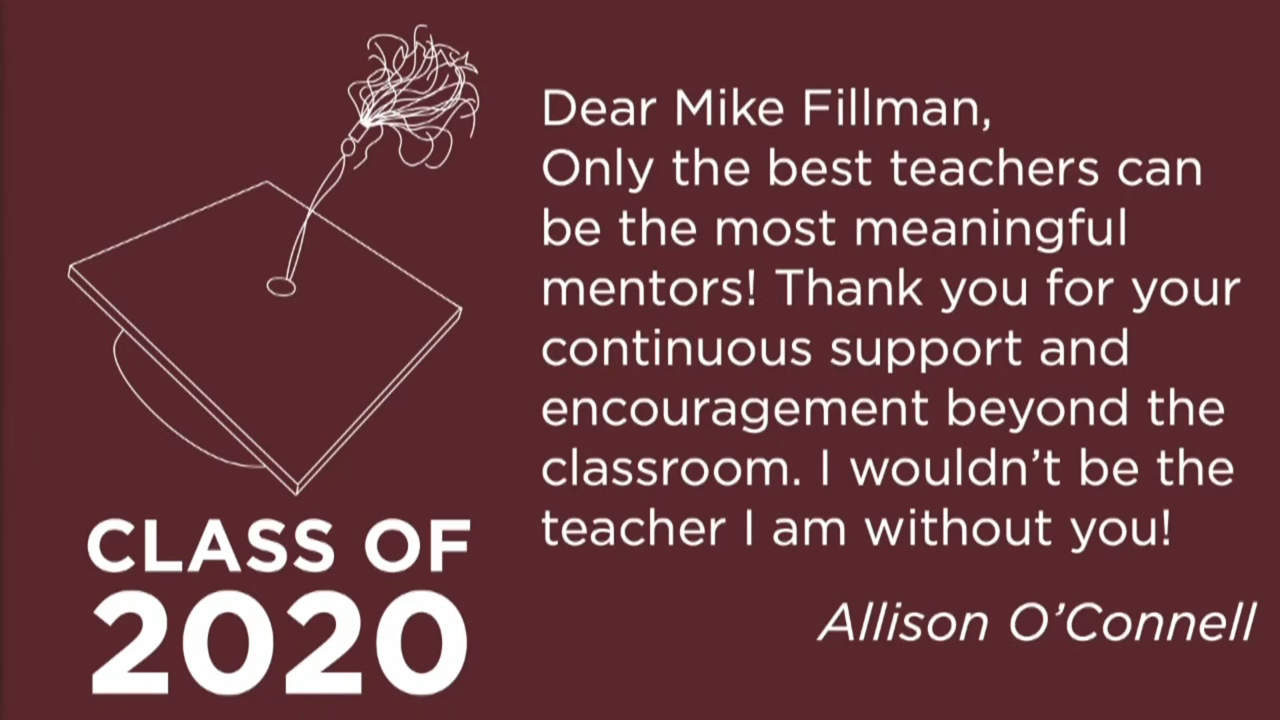 Dear Mike Fillman,
Only the best teachers can
be the most meaningful
mentors! Thank you for your
continuous support and
encouragement beyond the
classroom. I wouldn’t be the
teacher I am without you!
Allison O’Connell
CLASS OF
2020